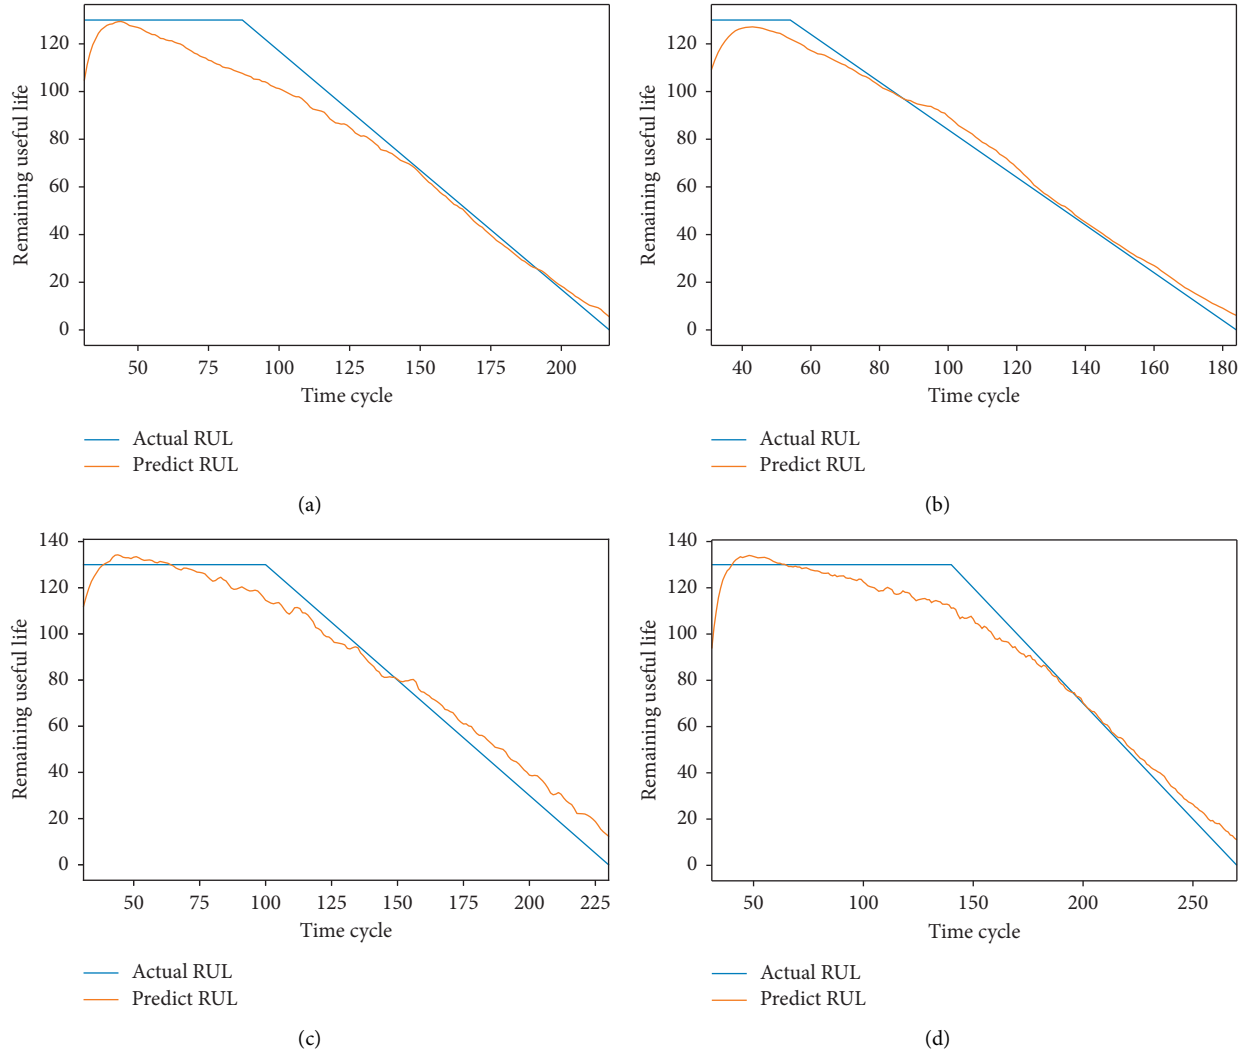 120
100
80
60
40
20
0
Remaining useful life
50 75 100 125 150 175 200
Time cycle
Actual RUL
Predict RUL
(a)
120
100
80
60
40
20
0
Remaining useful life
40 60 80 100 120 140 160 180
Time cycle
Actual RUL
Predict RUL
(b)
140
120
100
80
60
40
20
0
Remaining useful life
50 75 100 125 150 175 200 225
Time cycle
Actual RUL
Predict RUL
(c)
140
120
100
80
60
40
20
0
Remaining useful life
50 100 150 200 250
Time cycle
Actual RUL
Predict RUL
(d)